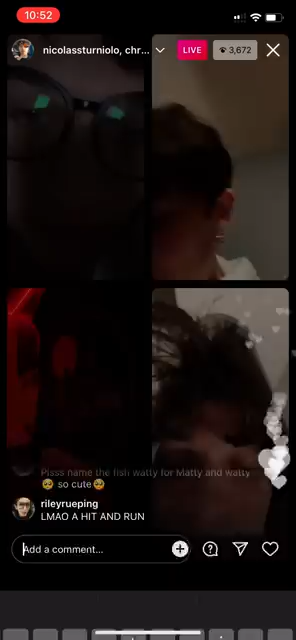 10:52
nicolassturniolo, chr...
LIVE
3,672
Pisss name the fish watty for Matty and watty
🥺 so cute🥺
rileyrueping
LMAO A HIT AND RUN
Add a comment...